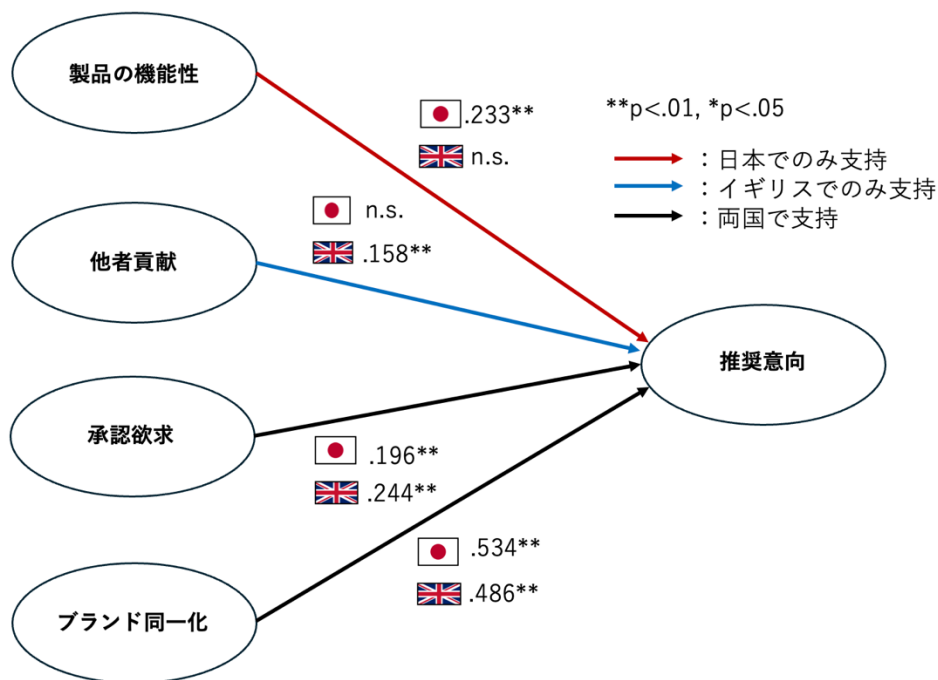 製品の機能性
.233**
n.s.
**p<.01, *p<.05
：日本でのみ支持
：イギリスでのみ支持
：両国で支持
n.s.
.158**
他者貢献
推奨意向
承認欲求
.196**
.244**
.534**
.486**
ブランド同一化